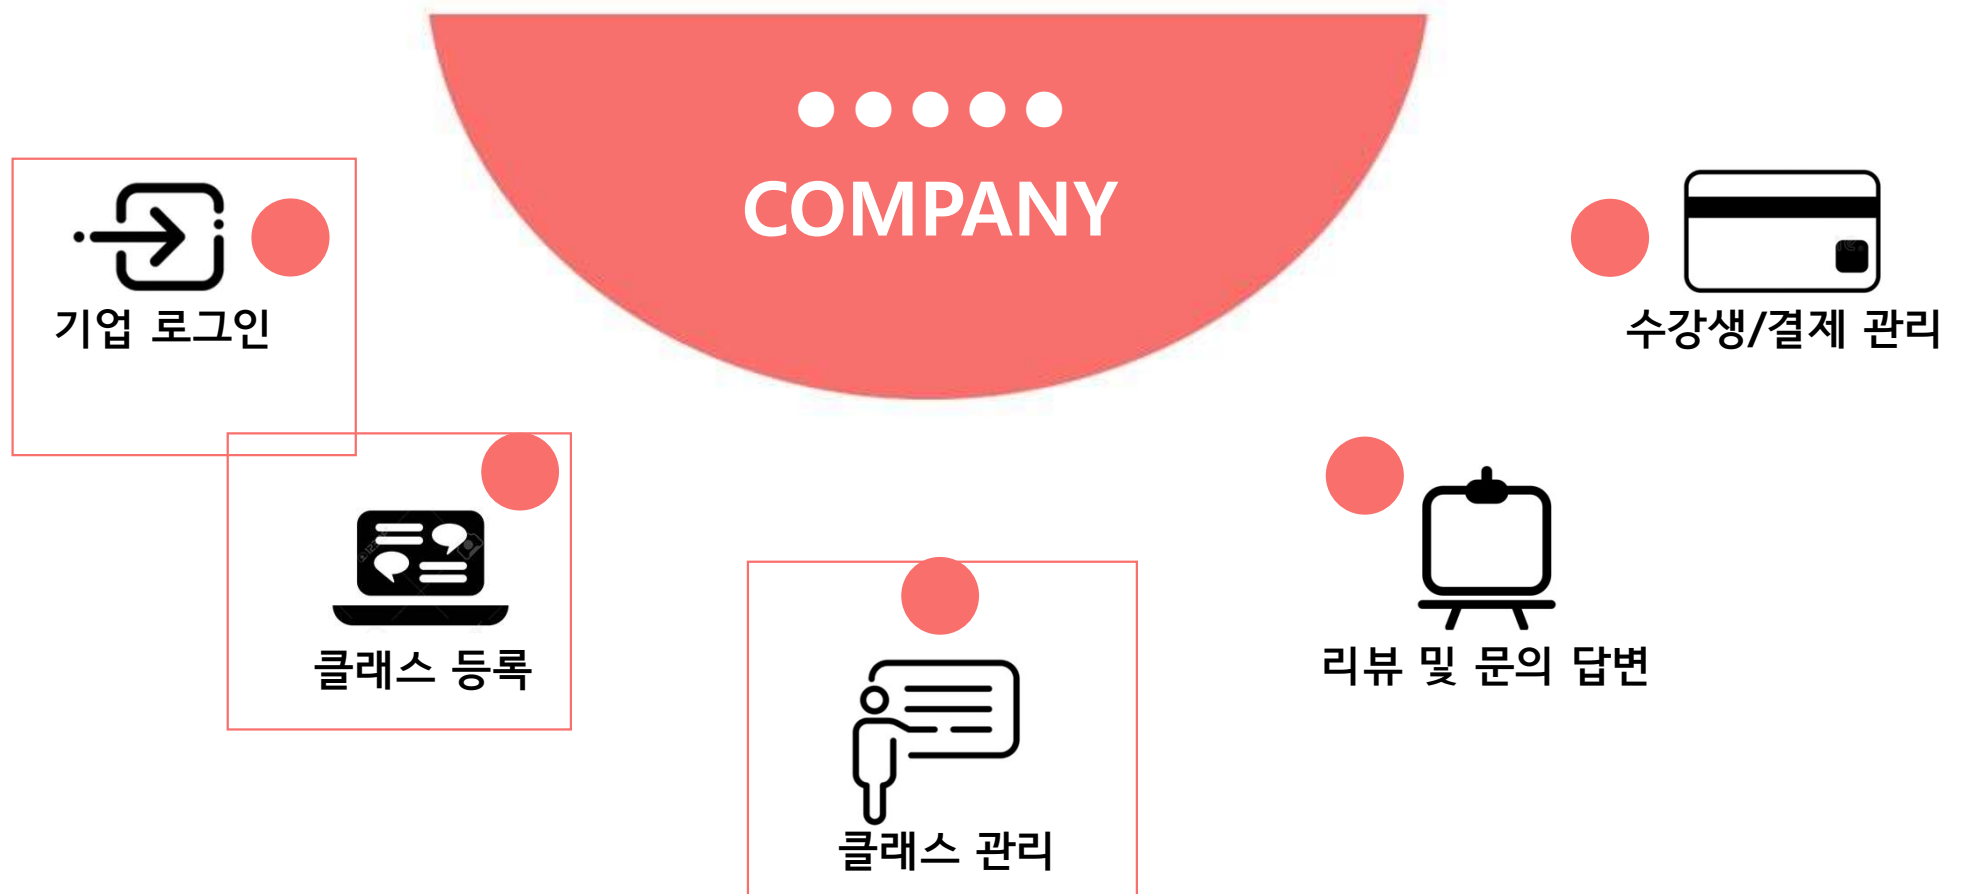 COMPANY
기업 로그인
수강생/결제 관리
클래스 등록
리뷰 및 문의 답변
클래스 관리